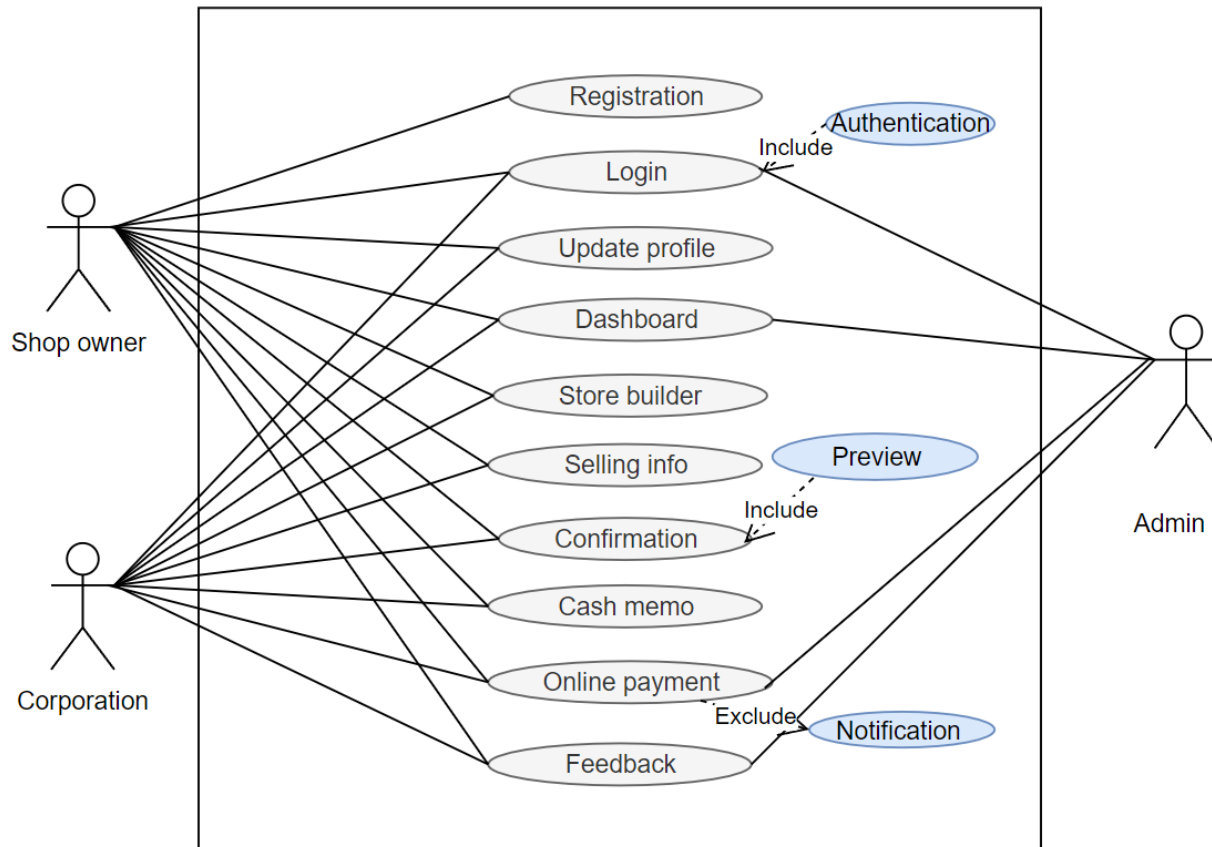 Registration
Authentication
Include
Login
Update profile
Dashboard
Shop owner
Store builder
Preview
Selling info
Include
Admin
Confirmation
Cash memo
Online payment
Corporation
Exclude
Notification
Feedback